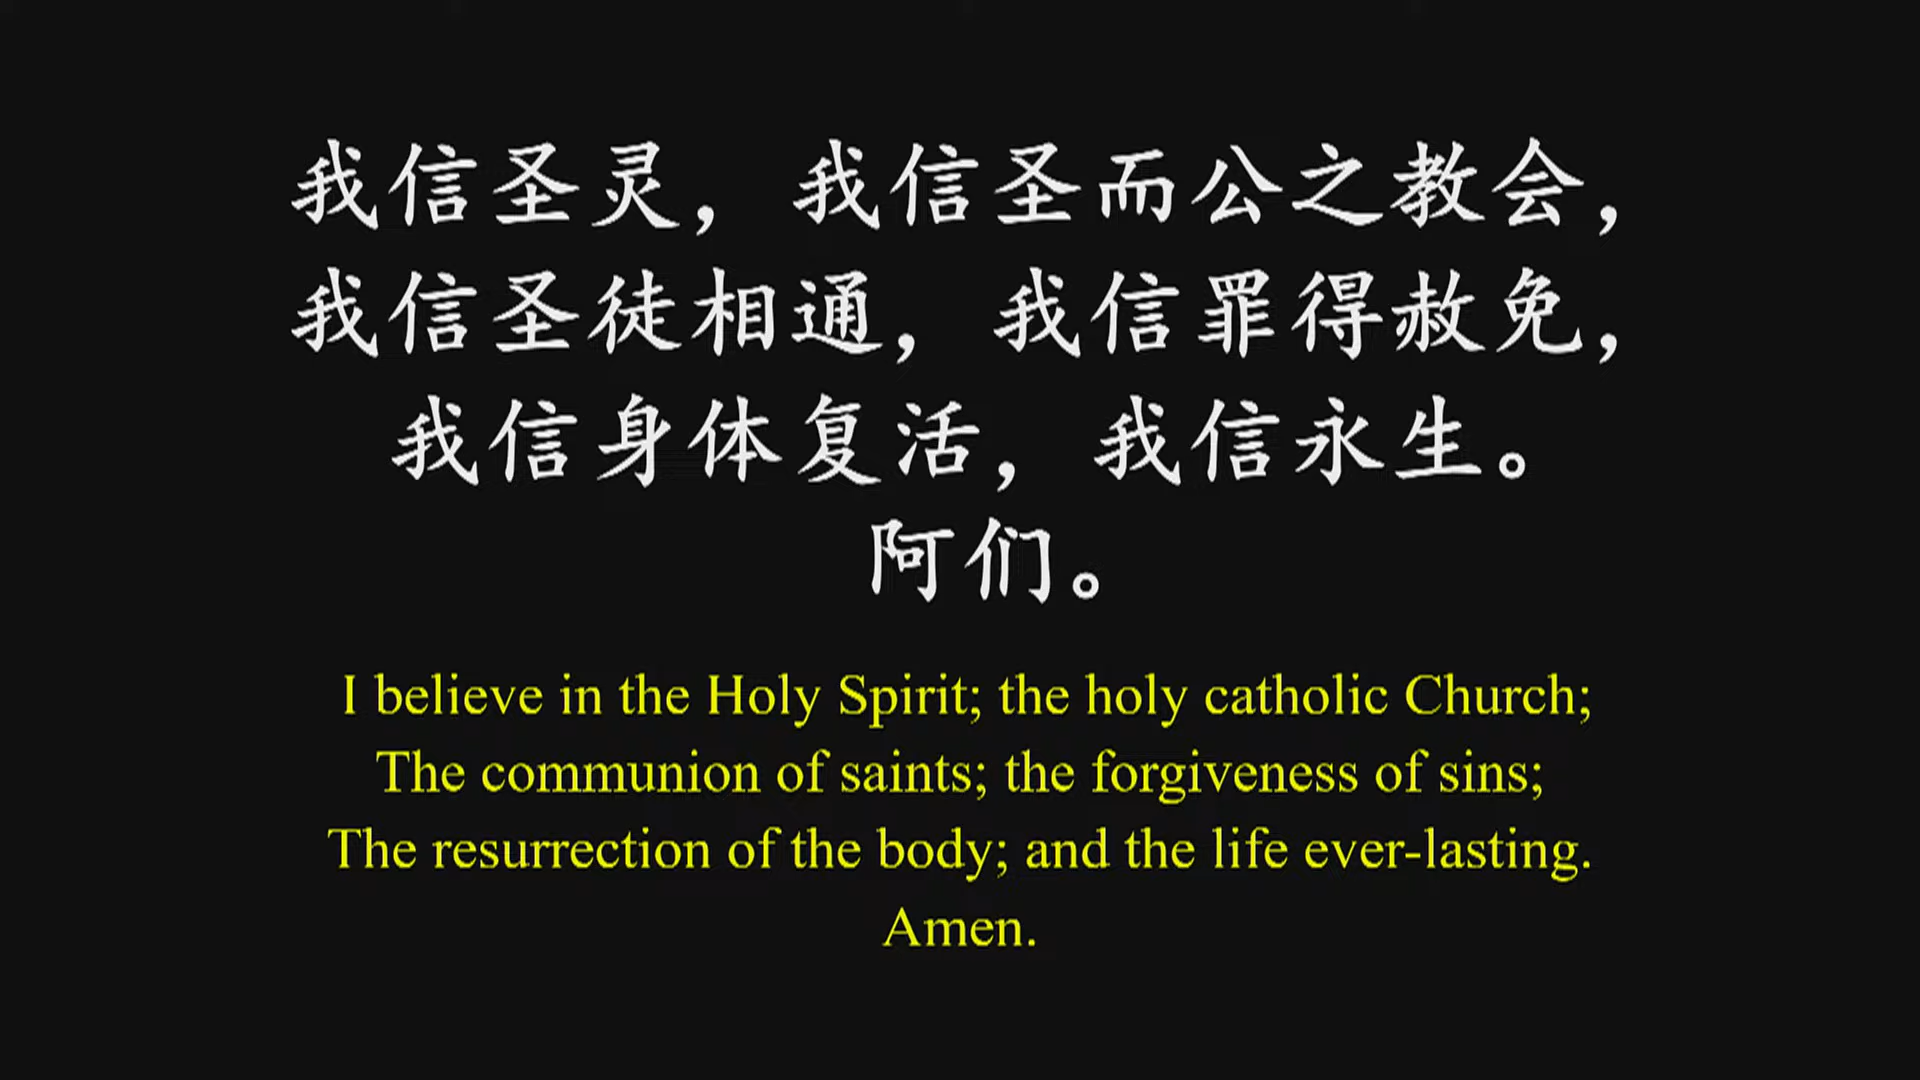 我信圣灵，我信圣而公之教会，
我信圣徒相通，我信罪得赦免，
我信身体复活，我信永生。
阿们。
I believe in the Holy Spirit; the holy catholic Church;
The communion of saints; the forgiveness of sins;
The resurrection of the body; and the life ever-lasting.
Amen.